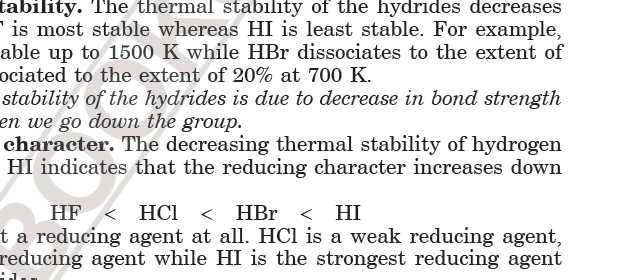 tability. The thermal stability of the hydrides decreases
F is most stable whereas HI is least stable. For example,
able up to 1500 K while HBr dissociates to the extent of
ociated to the extent of 20% at 700 K.
stability of the hydrides is due to decrease in bond strength
en we go down the group.
character. The decreasing thermal stability of hydrogen
HI indicates that the reducing character increases down
HF < HCl < HBr < HI
t a reducing agent at all. HCl is a weak reducing agent,
reducing agent while HI is the strongest reducing agent